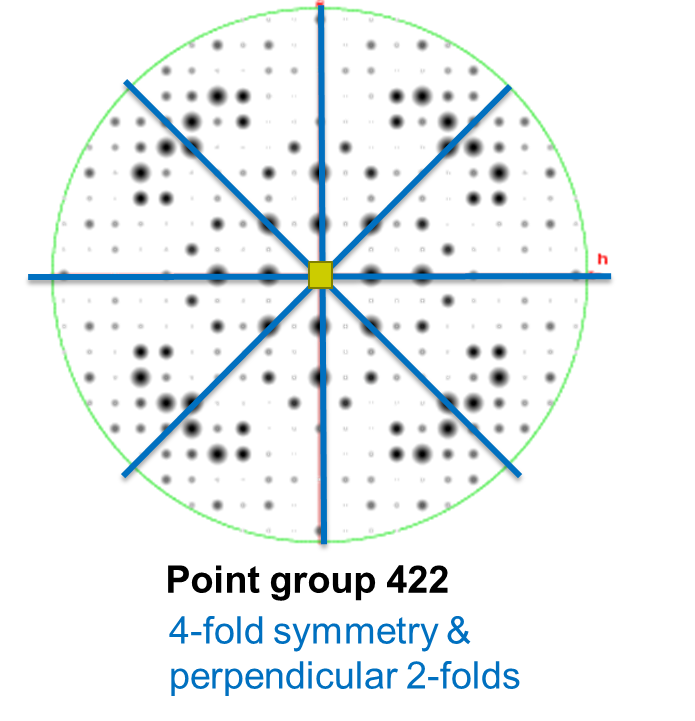 h
Point group 422
4-fold symmetry &
perpendicular 2-folds